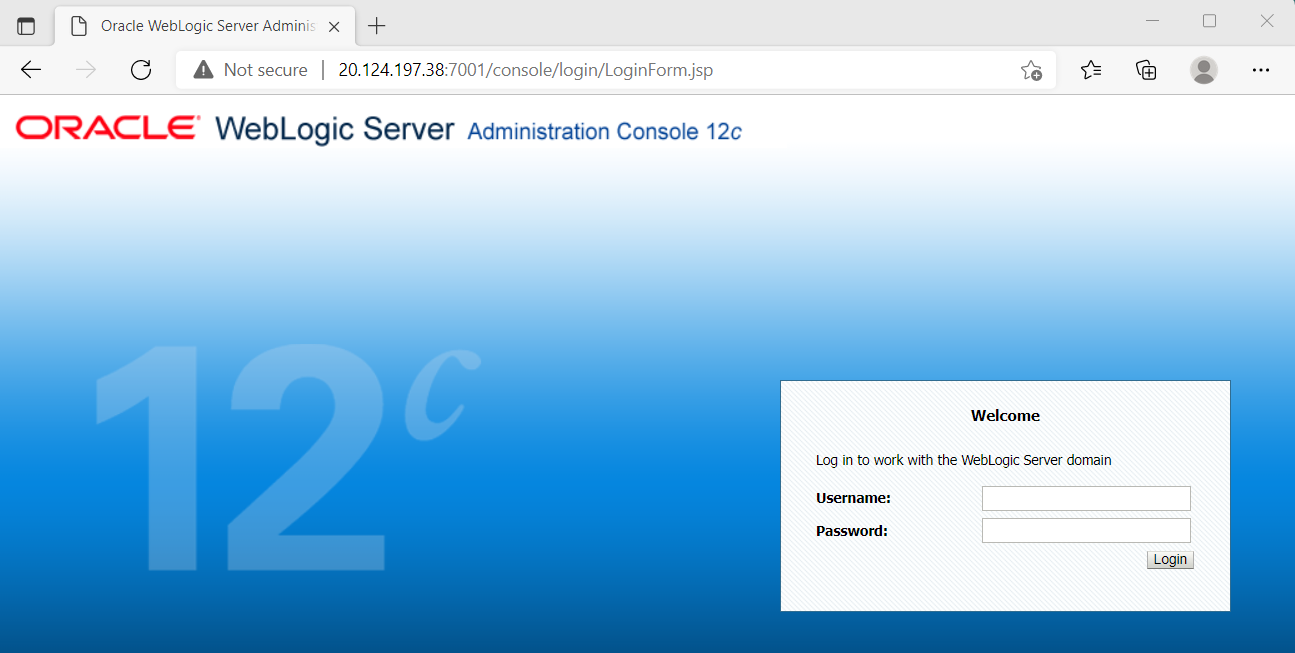 Oracle WebLogic Server Adminis
Not secure | 20.124.197.38:7001/console/login/LoginForm.jsp
ORACLE® WebLogic Server Administration Console 12c
12c
Welcome
Log in to work with the WebLogic Server domain
Username:
Password:
Login